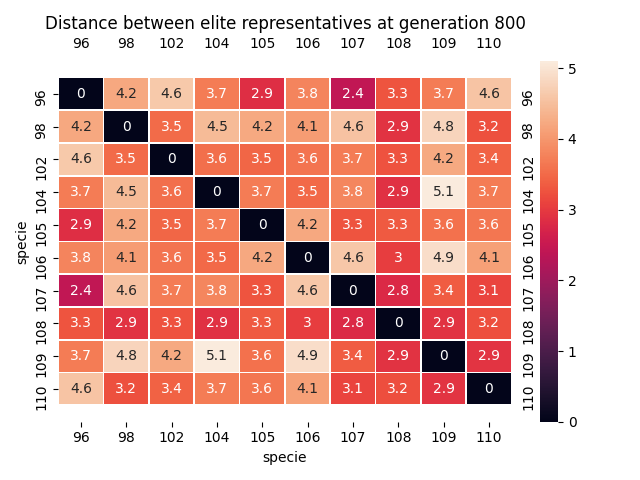 Distance between elite representatives at generation 800
96 98 102 104 105 106 107 108 109 110
96 0 4.2 4.6 3.7 2.9 3.8 2.4 3.3 3.7 4.6 96
98 4.2 0 3.5 4.5 4.2 4.1 4.6 2.9 4.8 3.2 98
102 4.6 3.5 0 3.6 3.5 3.6 3.7 3.3 4.2 3.4 102
104 3.7 4.5 3.6 0 3.7 3.5 3.8 2.9 5.1 3.7 104
105 2.9 4.2 3.5 3.7 0 4.2 3.3 3.3 3.6 3.6 105
106 3.8 4.1 3.6 3.5 4.2 0 4.6 3 4.9 4.1 106
107 2.4 4.6 3.7 3.8 3.3 4.6 0 2.8 3.4 3.1 107
108 3.3 2.9 3.3 2.9 3.3 3 2.8 0 2.9 3.2 108
109 3.7 4.8 4.2 5.1 3.6 4.9 3.4 2.9 0 2.9 109
110 4.6 3.2 3.4 3.7 3.6 4.1 3.1 3.2 2.9 0 110
96 98 102 104 105 106 107 108 109 110
specie
specie
5
4
3
2
1
0